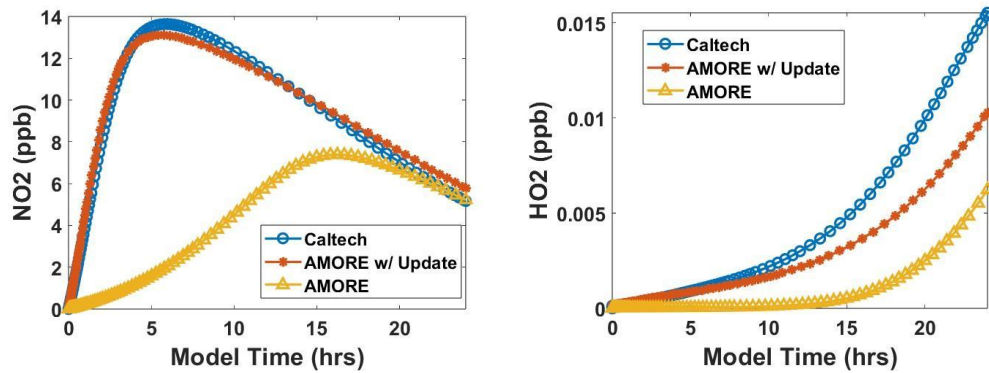 NO2 (ppb)
14
12
10
8
6
4
2
0
0 5 10 15 20
Model Time (hrs)
Caltech
AMORE w/ Update
AMORE
HO2 (ppb)
0.015
0.01
0.005
0
0 5 10 15 20
Model Time (hrs)
Caltech
AMORE w/ Update
AMORE